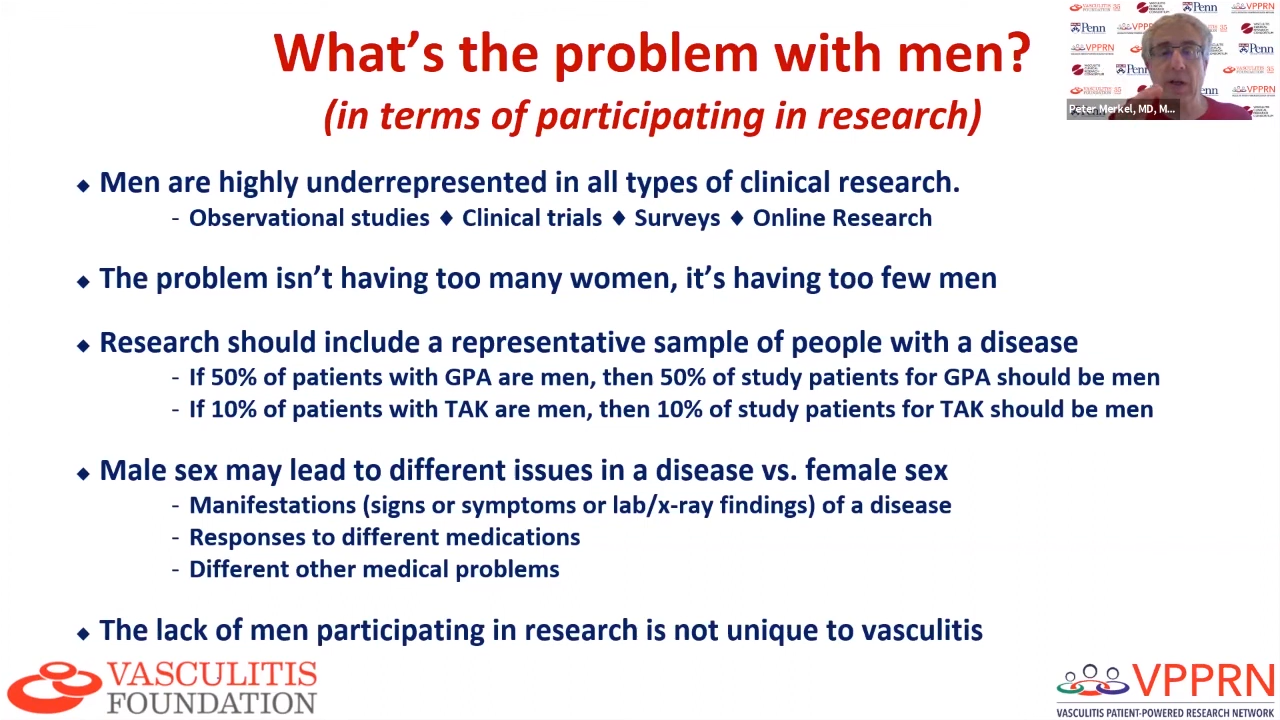 What's the problem with men?
(in terms of participating in research)
Peter Merkel, MD, M...
◆ Men are highly underrepresented in all types of clinical research.
- Observational studies ♦ Clinical trials ♦ Surveys ♦ Online Research
◆ The problem isn't having too many women, it's having too few men
◆ Research should include a representative sample of people with a disease
- If 50% of patients with GPA are men, then 50% of study patients for GPA should be men
- If 10% of patients with TAK are men, then 10% of study patients for TAK should be men
◆ Male sex may lead to different issues in a disease vs. female sex
- Manifestations (signs or symptoms or lab/x-ray findings) of a disease
- Responses to different medications
- Different other medical problems
◆ The lack of men participating in research is not unique to vasculitis
VASCULITIS
FOUNDATION
VPPRN
VASCULITIS PATIENT-POWERED RESEARCH NETWORK
Penn
VPPRN